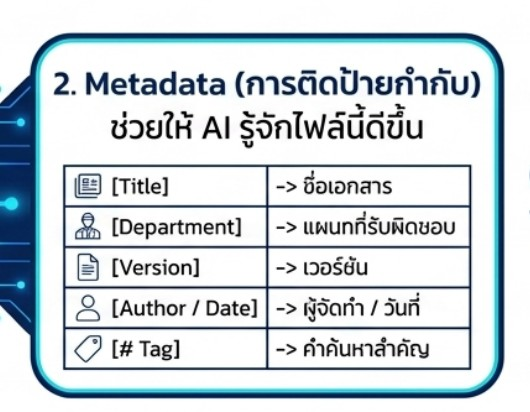 2. Metadata (การติดป้ายกำกับ)
ช่วยให้ AI รู้จักไฟล์นี้ดีขึ้น
[Title] -> ชื่อเอกสาร
[Department] -> แผนทที่รับผิดชอบ
[Version] -> เวอร์ชัน
[Author / Date] -> ผู้จัดทำ / วันที่
[# Tag] -> คำค้นหาสำคัญ